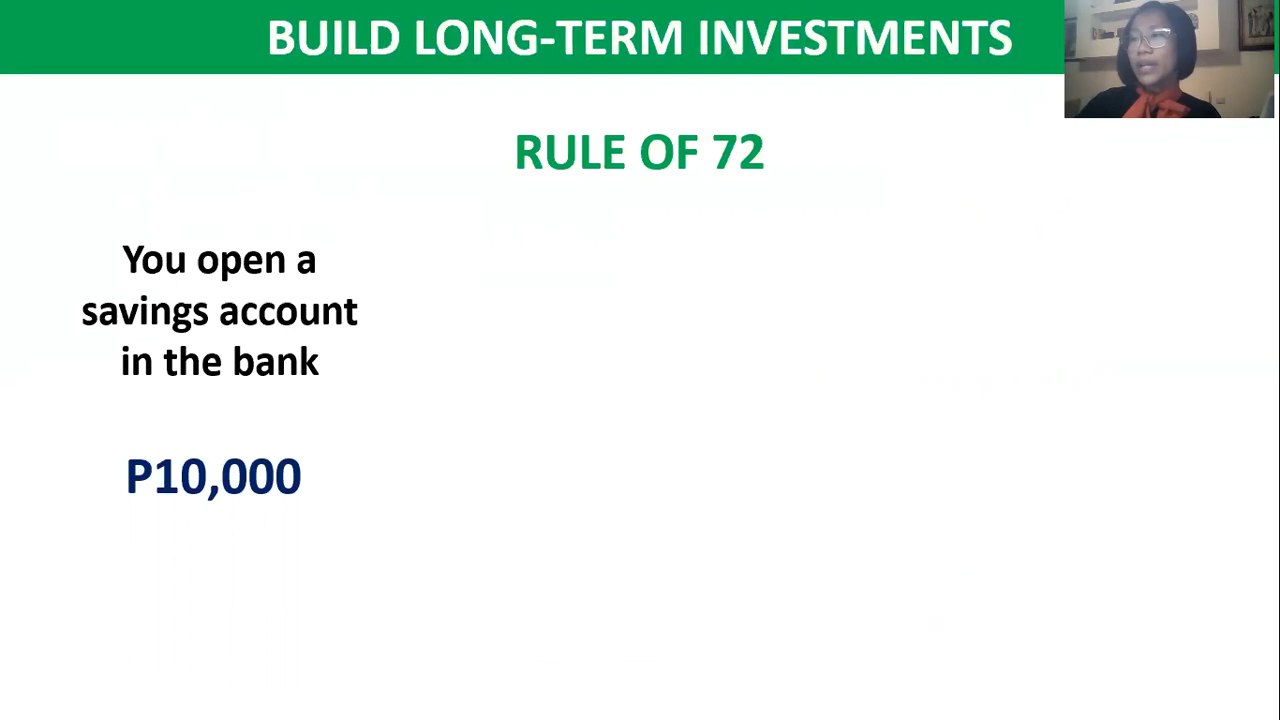 BUILD LONG-TERM INVESTMENTS
RULE OF 72
You open a
savings account
in the bank
P10,000